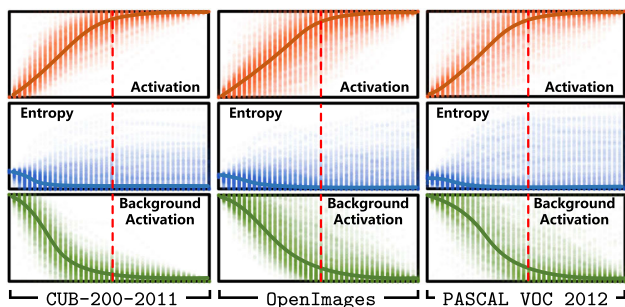 Activation
Activation
Activation
Entropy
Entropy
Entropy
Background
Activation
Background
Activation
Background
Activation
CUB-200-2011
OpenImages
PASCAL VOC 2012